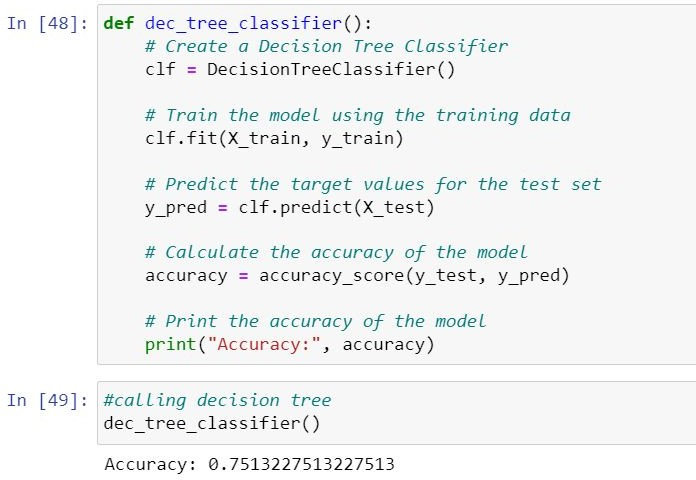 In [48]: def dec_tree_classifier():
# Create a Decision Tree Classifier
clf = DecisionTreeClassifier()
# Train the model using the training data
clf.fit(X_train, y_train)
# Predict the target values for the test set
y_pred = clf.predict(X_test)
# Calculate the accuracy of the model
accuracy = accuracy_score(y_test, y_pred)
# Print the accuracy of the model
print("Accuracy:", accuracy)
In [49]: #calling decision tree
dec_tree_classifier()
Accuracy: 0.7513227513227513